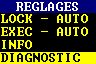 REGLAGES
LOCK - AUTO
EXEC - AUTO
INFO
DIAGNOSTIC